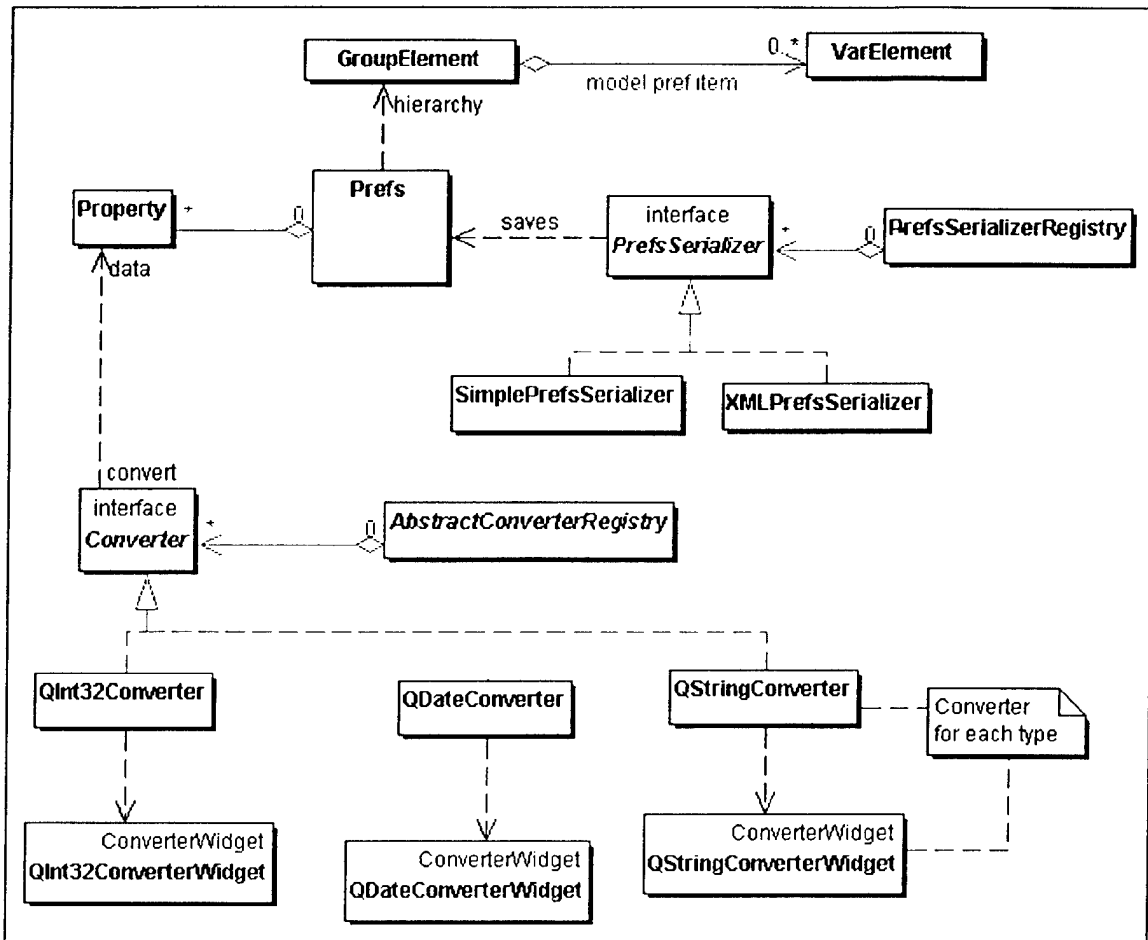 GroupElement
0..*
VarElement
model pref item
hierarchy
Property
*
0
Prefs
saves
interface
PrefsSerializer
*
0
PrefsSerializerRegistry
data
SimplePrefsSerializer
XMLPrefsSerializer
convert
interface
Converter
*
0
AbstractConverterRegistry
QInt32Converter
QDateConverter
QStringConverter
Converter
for each type
ConverterWidget
QInt32ConverterWidget
ConverterWidget
QDateConverterWidget
ConverterWidget
QStringConverterWidget